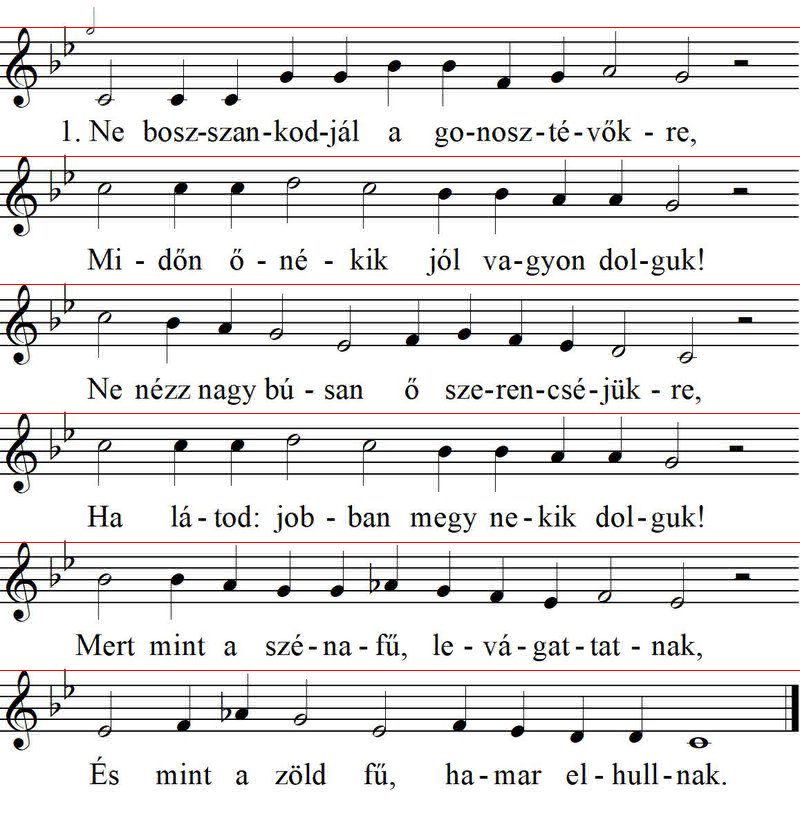 1. Ne bosz-szan-kod-jál a go-nosz-té-vők - re,
Mi - dőn ő - né - kik jól va-gyon dol-guk!
Ne nézz nagy bú - san ő sze-ren-csé-jük - re,
Ha lá - tod: job - ban megy ne - kik dol-guk!
Mert mint a szé-na-fű, le - vá-gat-tat - nak,
És mint a zöld fű, ha-mar el-hull-nak.